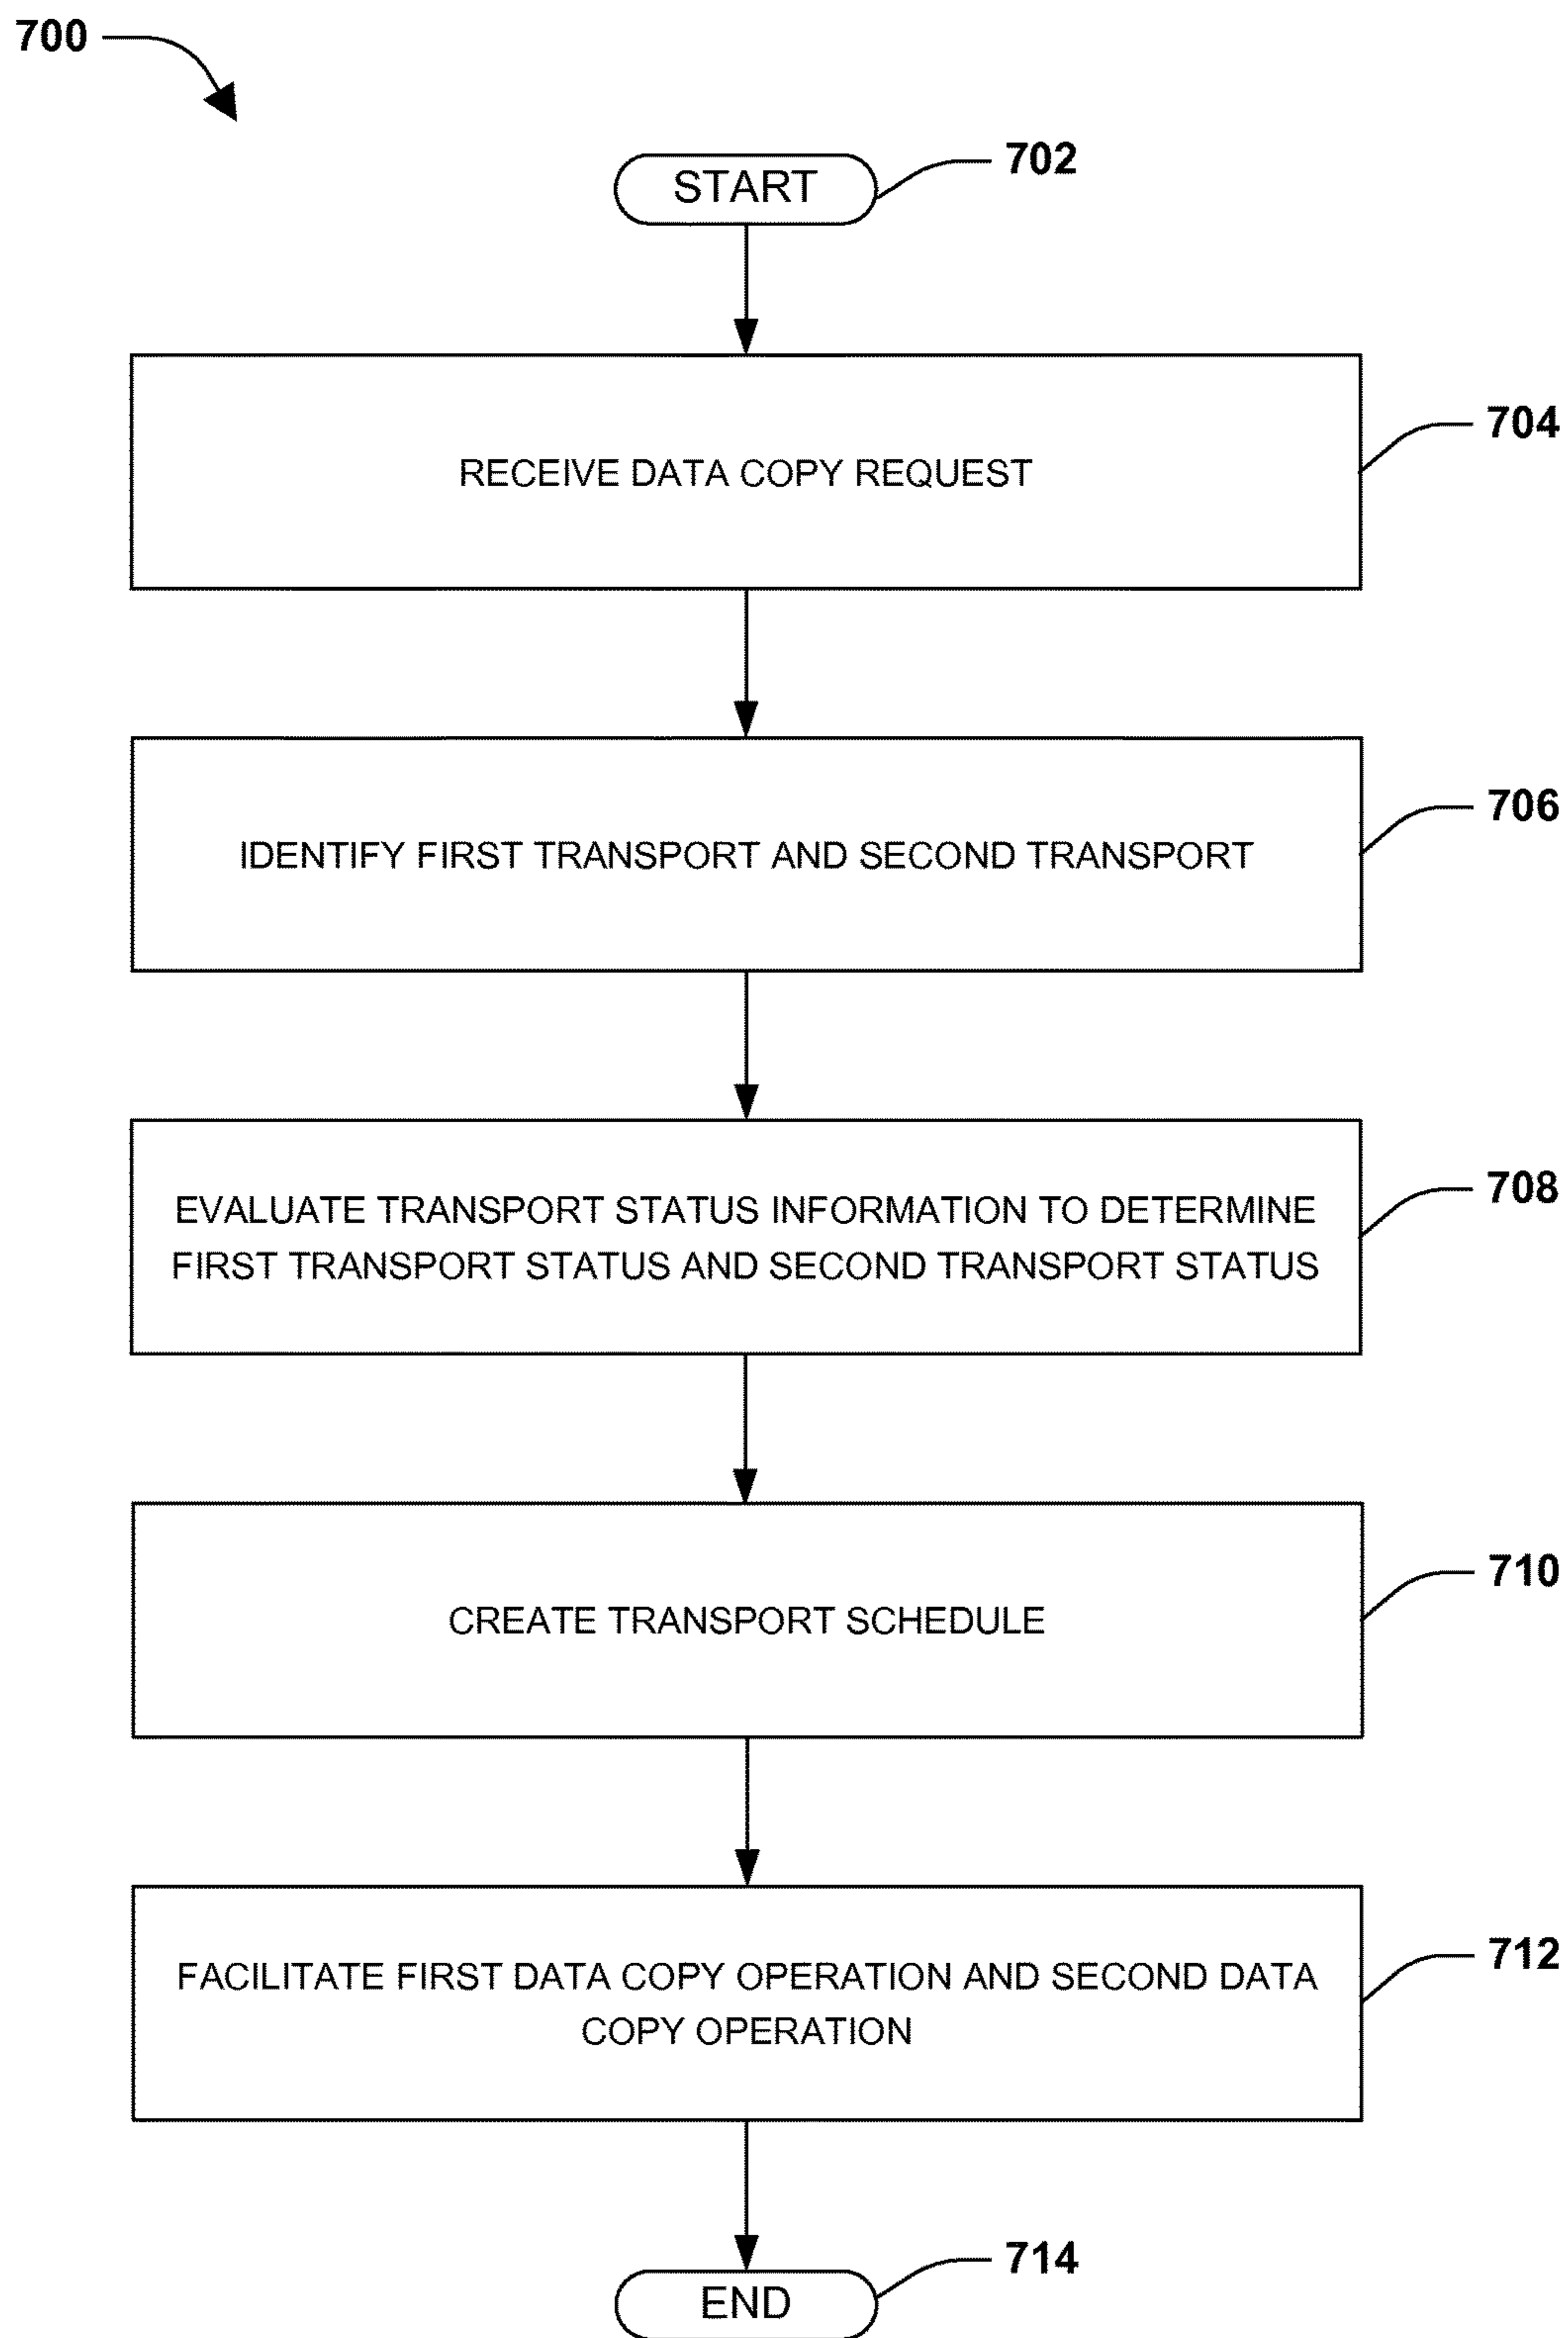 700
START
702
RECEIVE DATA COPY REQUEST
704
IDENTIFY FIRST TRANSPORT AND SECOND TRANSPORT
706
EVALUATE TRANSPORT STATUS INFORMATION TO DETERMINE
FIRST TRANSPORT STATUS AND SECOND TRANSPORT STATUS
708
CREATE TRANSPORT SCHEDULE
710
FACILITATE FIRST DATA COPY OPERATION AND SECOND DATA
COPY OPERATION
712
END
714